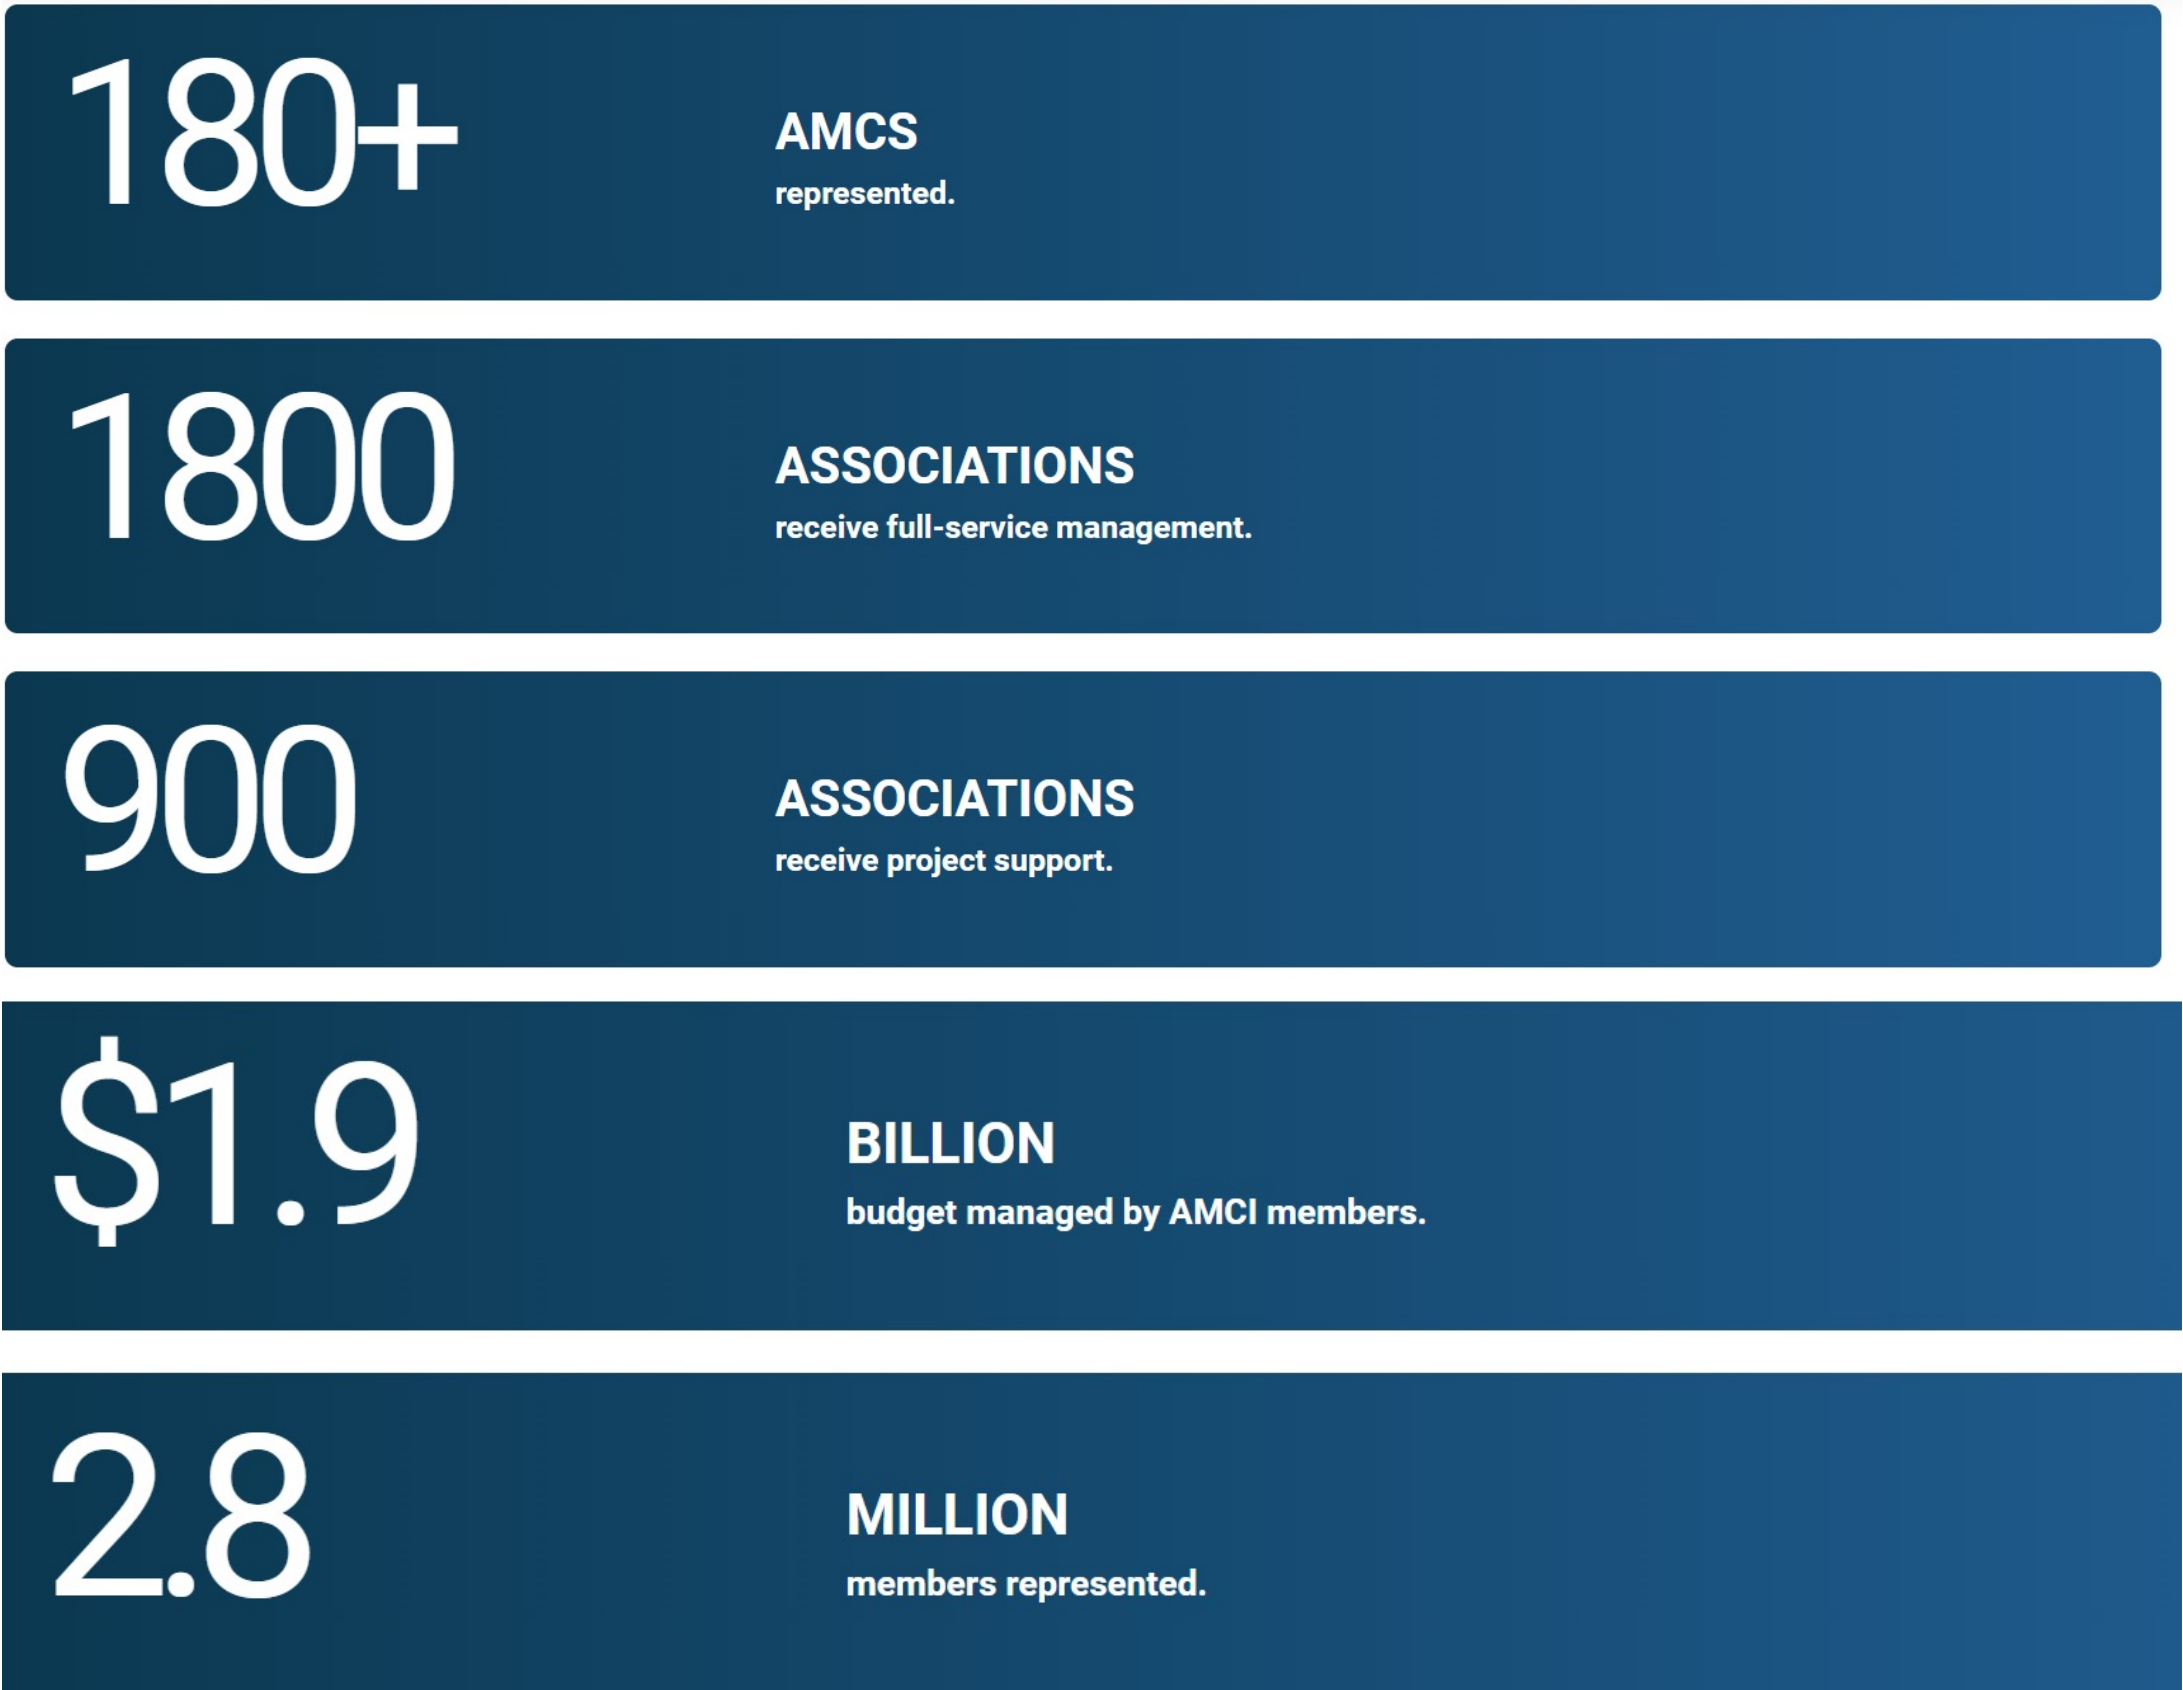 180+
AMCS
represented.
1800
ASSOCIATIONS
receive full-service management.
900
ASSOCIATIONS
receive project support.
$1.9
BILLION
budget managed by AMCI members.
2.8
MILLION
members represented.